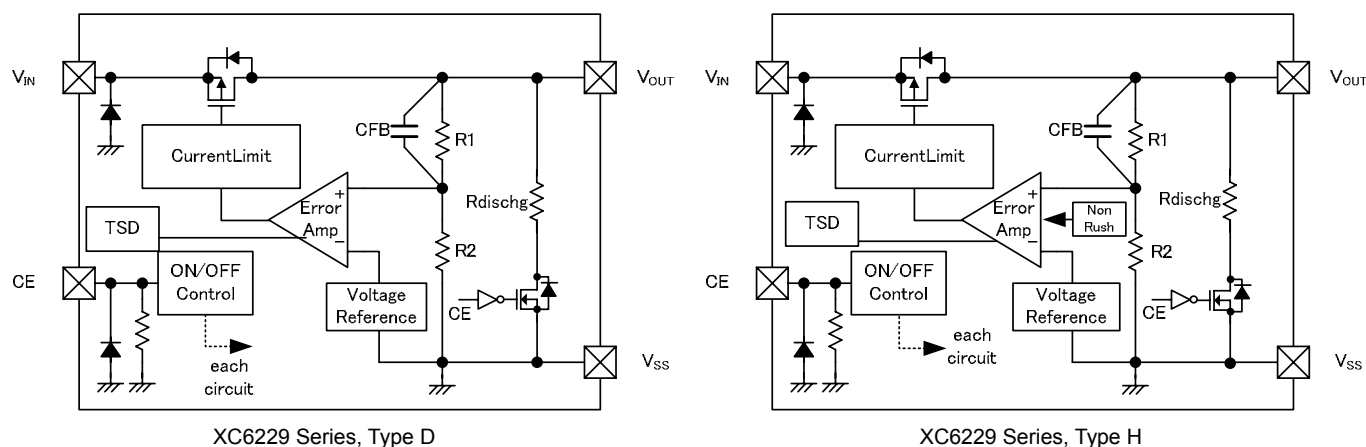 VIN
VOUT
CFB
R1
CurrentLimit
Rdischg
+
Error
Amp
−
TSD
R2
CE
ON/OFF
Control
Voltage
Reference
CE
each
circuit
VSS
XC6229 Series, Type D
VIN
VOUT
CFB
R1
CurrentLimit
Rdischg
+
Error
Amp
−
Non
Rush
TSD
R2
CE
ON/OFF
Control
Voltage
Reference
CE
each
circuit
VSS
XC6229 Series, Type H